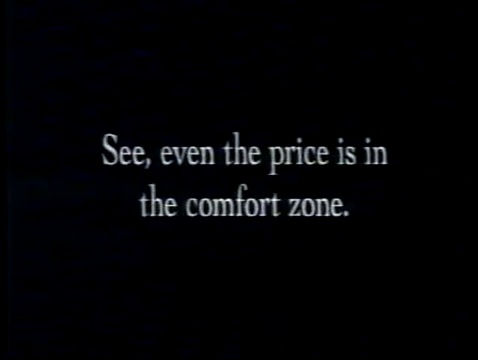 See, even the price is in
the comfort zone.